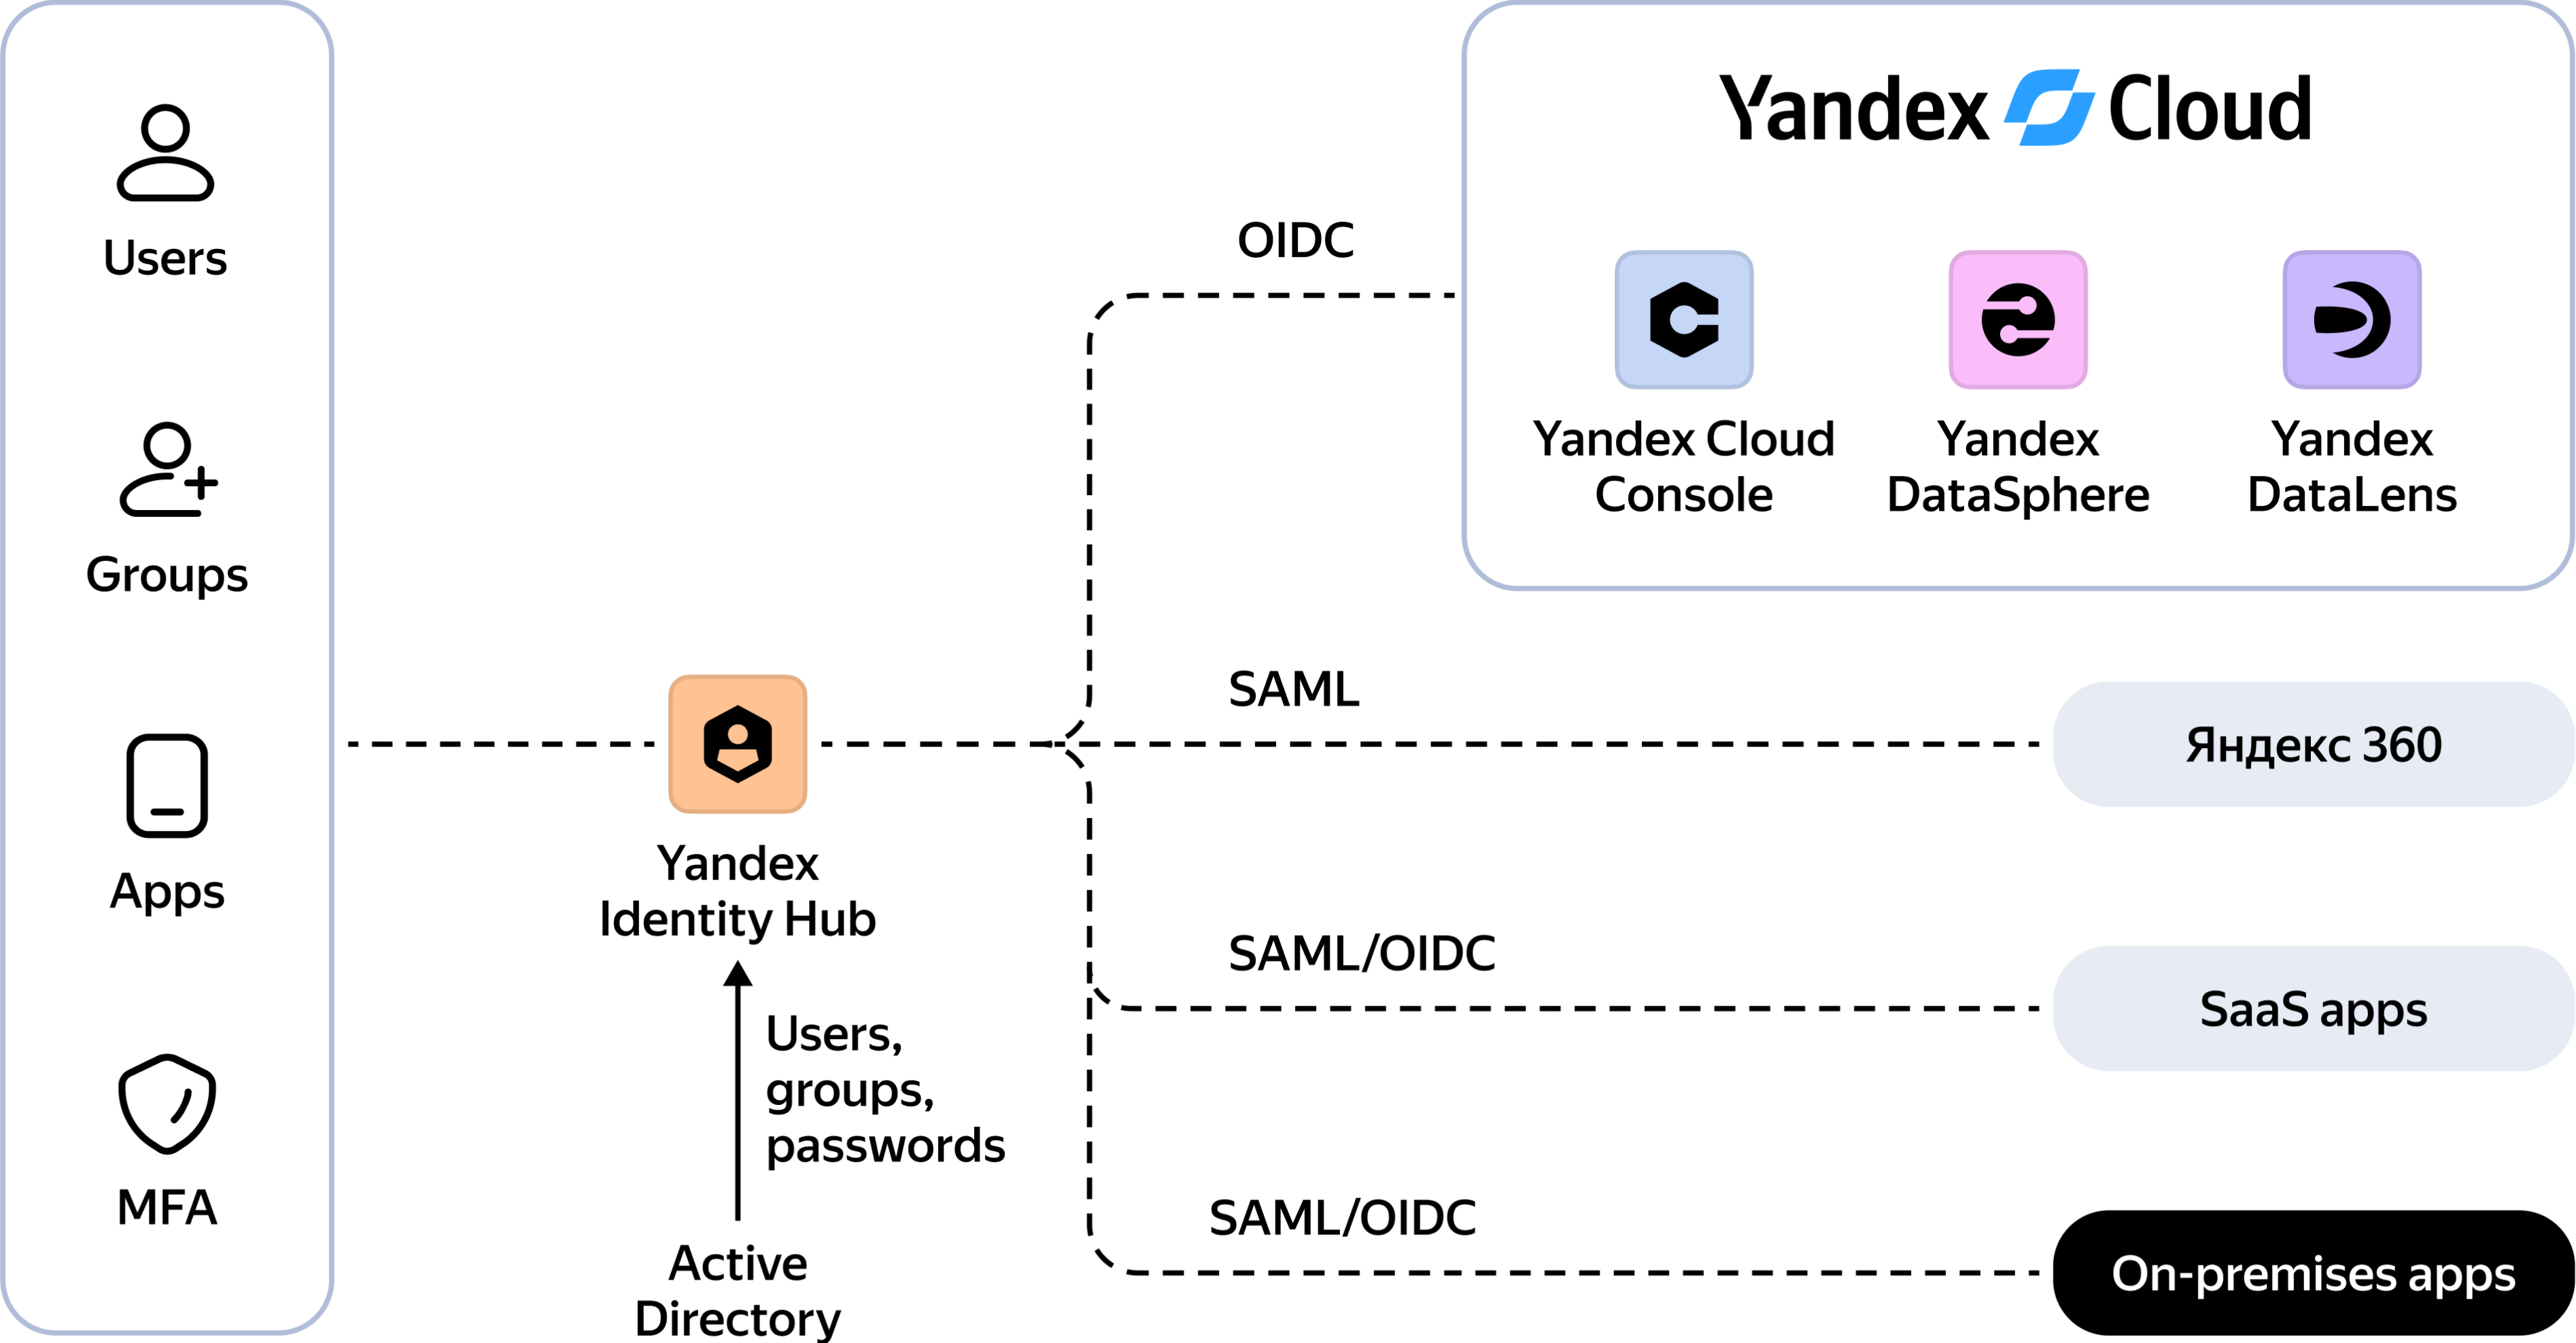 Users
Groups
Apps
MFA
Yandex
Identity Hub
Users,
groups,
passwords
Active
Directory
OIDC
SAML
SAML/OIDC
SAML/OIDC
Yandex Cloud
Yandex Cloud
Console
Yandex
DataSphere
Yandex
DataLens
Яндекс 360
SaaS apps
On-premises apps